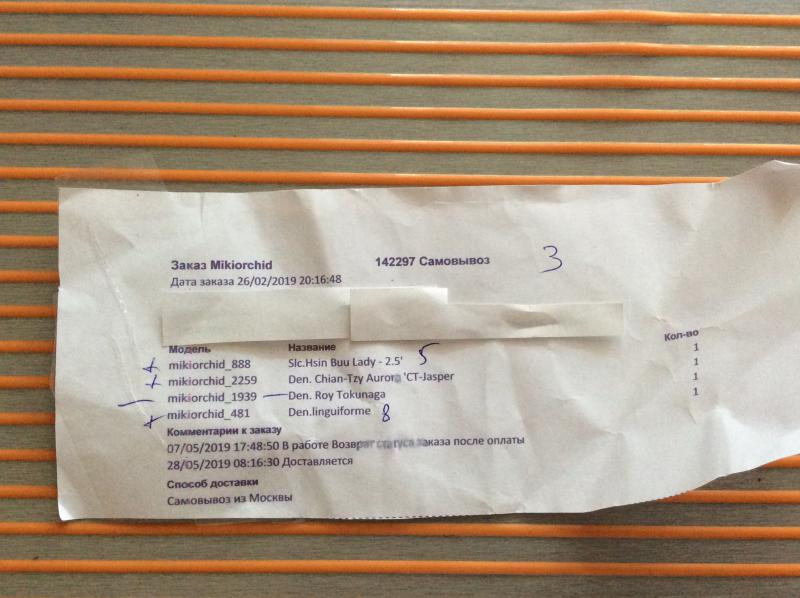 Заказ Mikiorchid 142297 Самовывоз 3
Дата заказа 26/02/2019 20:16:48
Модель Название Кол-во
+ mikiorchid_888 Slc.Hsin Buu Lady - 2.5' 5 1
+ mikiorchid_2259 Den. Chian-Tzy Aurora 'CT-Jasper 1
— mikiorchid_1939 — Den. Roy Tokunaga 1
+ mikiorchid_481 Den.linguiforme 8 1
Комментарии к заказу
07/05/2019 17:48:50 В работе Возврат статуса заказа после оплаты
28/05/2019 08:16:30 Доставляется
Способ доставки
Самовывоз из Москвы